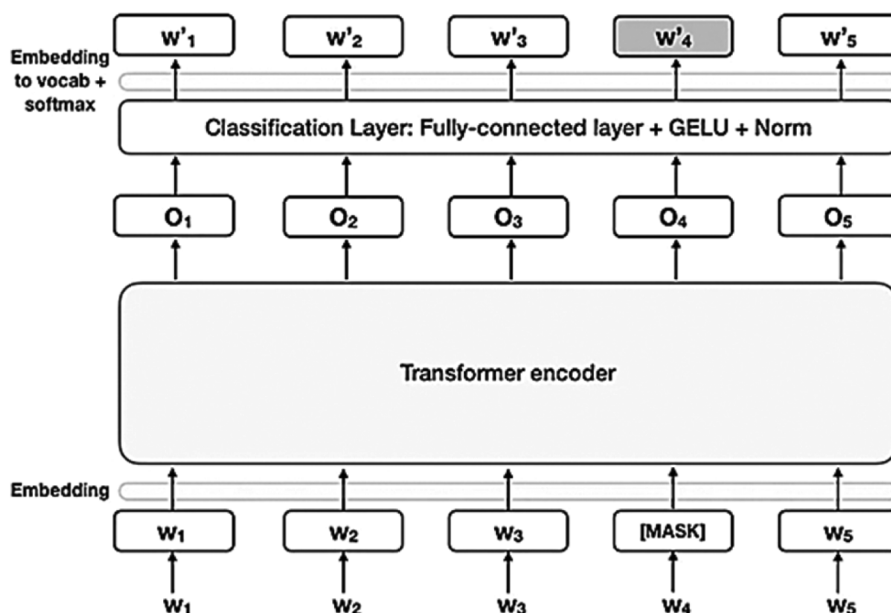 W'1 W'2 W'3 W'4 W'5
Embedding
to vocab +
softmax
Classification Layer: Fully-connected layer + GELU + Norm
O1 O2 O3 O4 O5
Transformer encoder
Embedding
W1 W2 W3 [MASK] W5
W1 W2 W3 W4 W5